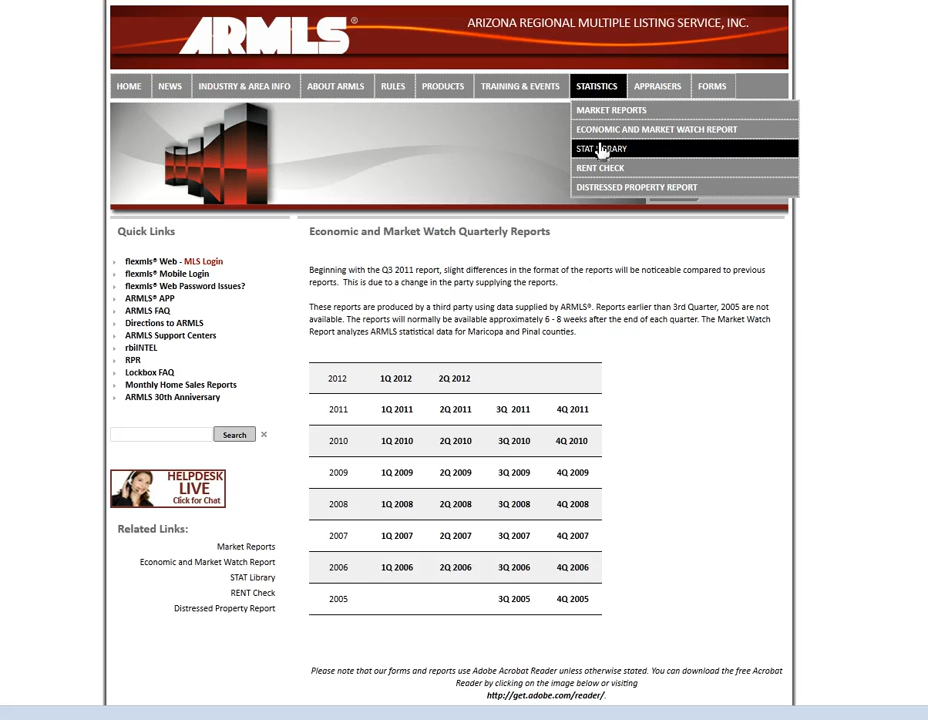 ARMLS®
ARIZONA REGIONAL MULTIPLE LISTING SERVICE, INC.
HOME NEWS INDUSTRY & AREA INFO ABOUT ARMLS RULES PRODUCTS TRAINING & EVENTS STATISTICS APPRAISERS FORMS
MARKET REPORTS
ECONOMIC AND MARKET WATCH REPORT
STAT LIBRARY
RENT CHECK
DISTRESSED PROPERTY REPORT
Quick Links
flexmls® Web - MLS Login
flexmls® Mobile Login
flexmls® Web Password Issues?
ARMLS® APP
ARMLS FAQ
Directions to ARMLS
ARMLS Support Centers
rbiINTEL
RPR
Lockbox FAQ
Monthly Home Sales Reports
ARMLS 30th Anniversary
Search
HELPDESK
LIVE
Click for Chat
Related Links:
Market Reports
Economic and Market Watch Report
STAT Library
RENT Check
Distressed Property Report
Economic and Market Watch Quarterly Reports
Beginning with the Q3 2011 report, slight differences in the format of the reports will be noticeable compared to previous
reports. This is due to a change in the party supplying the reports.
These reports are produced by a third party using data supplied by ARMLS®. Reports earlier than 3rd Quarter, 2005 are not
available. The reports will normally be available approximately 6 - 8 weeks after the end of each quarter. The Market Watch
Report analyzes ARMLS statistical data for Maricopa and Pinal counties.
2012 1Q 2012 2Q 2012
2011 1Q 2011 2Q 2011 3Q 2011 4Q 2011
2010 1Q 2010 2Q 2010 3Q 2010 4Q 2010
2009 1Q 2009 2Q 2009 3Q 2009 4Q 2009
2008 1Q 2008 2Q 2008 3Q 2008 4Q 2008
2007 1Q 2007 2Q 2007 3Q 2007 4Q 2007
2006 1Q 2006 2Q 2006 3Q 2006 4Q 2006
2005 3Q 2005 4Q 2005
Please note that our forms and reports use Adobe Acrobat Reader unless otherwise stated. You can download the free Acrobat
Reader by clicking on the image below or visiting
http://get.adobe.com/reader/.